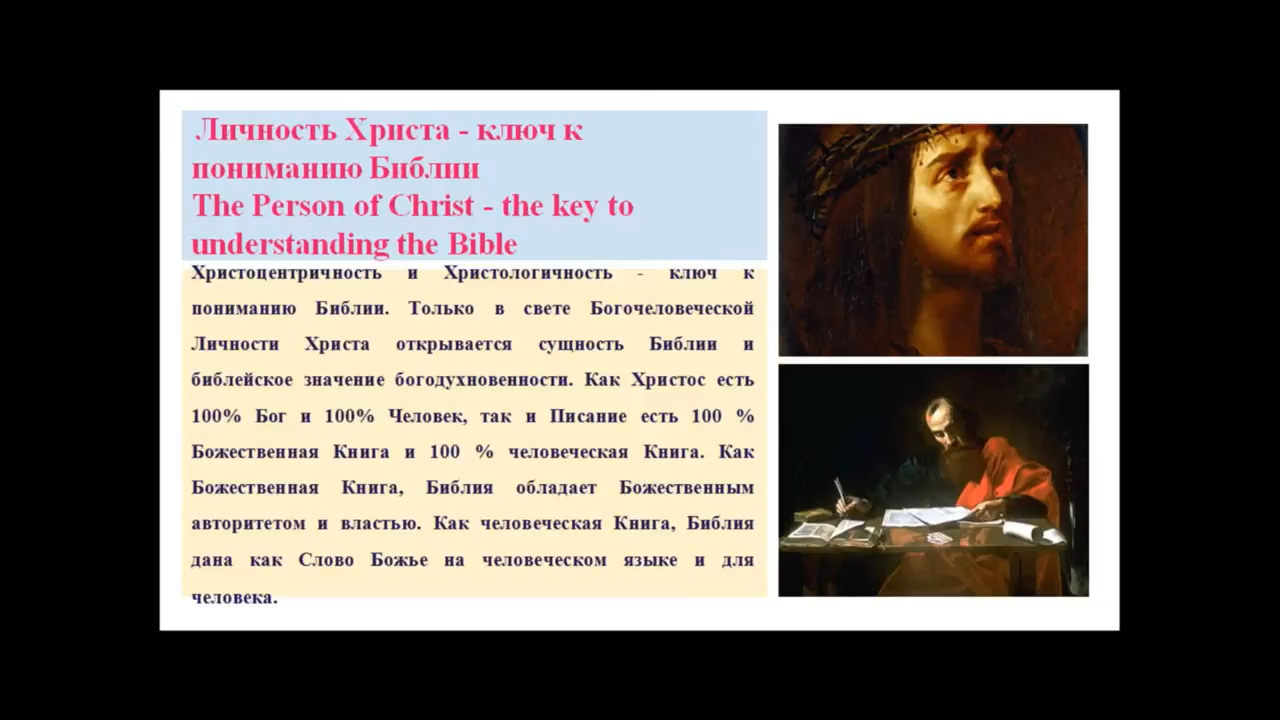 Личность Христа - ключ к
пониманию Библии
The Person of Christ - the key to
understanding the Bible
Христоцентричность и Христологичность - ключ к
пониманию Библии. Только в свете Богочеловеческой
Личности Христа открывается сущность Библии и
библейское значение богодухновенности. Как Христос есть
100% Бог и 100% Человек, так и Писание есть 100 %
Божественная Книга и 100 % человеческая Книга. Как
Божественная Книга, Библия обладает Божественным
авторитетом и властью. Как человеческая Книга, Библия
дана как Слово Божье на человеческом языке и для
человека.